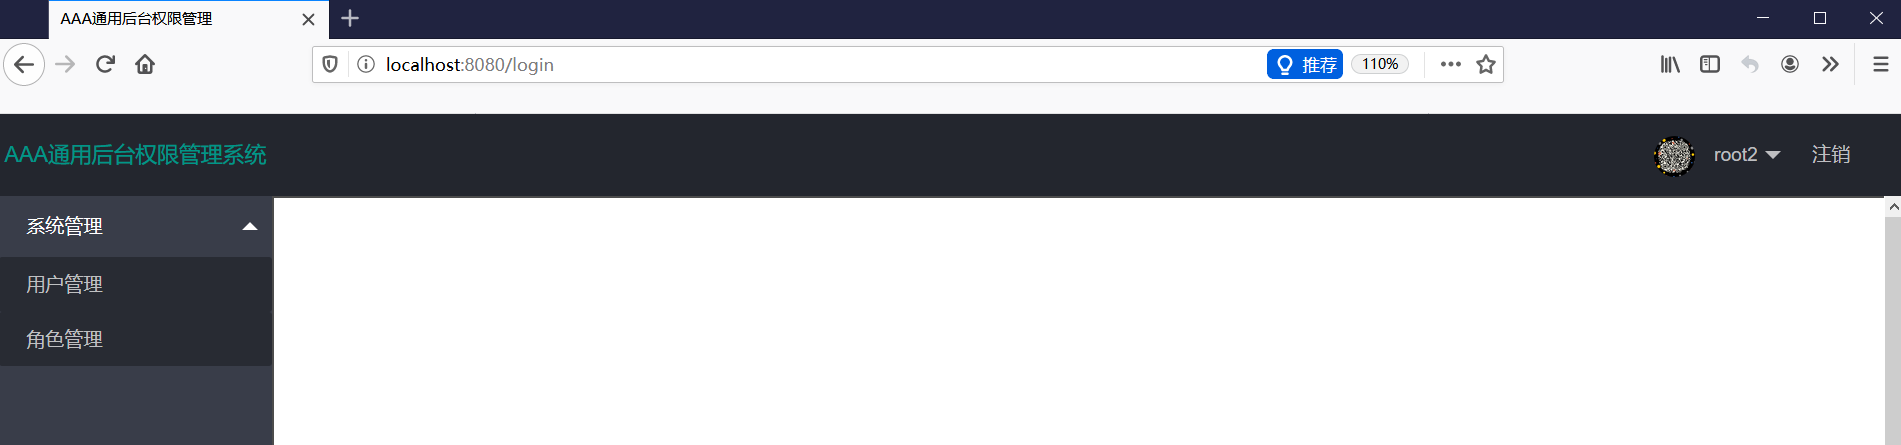 AAA通用后台权限管理
localhost:8080/login 推荐 110%
AAA通用后台权限管理系统 root2 注销
系统管理
用户管理
角色管理